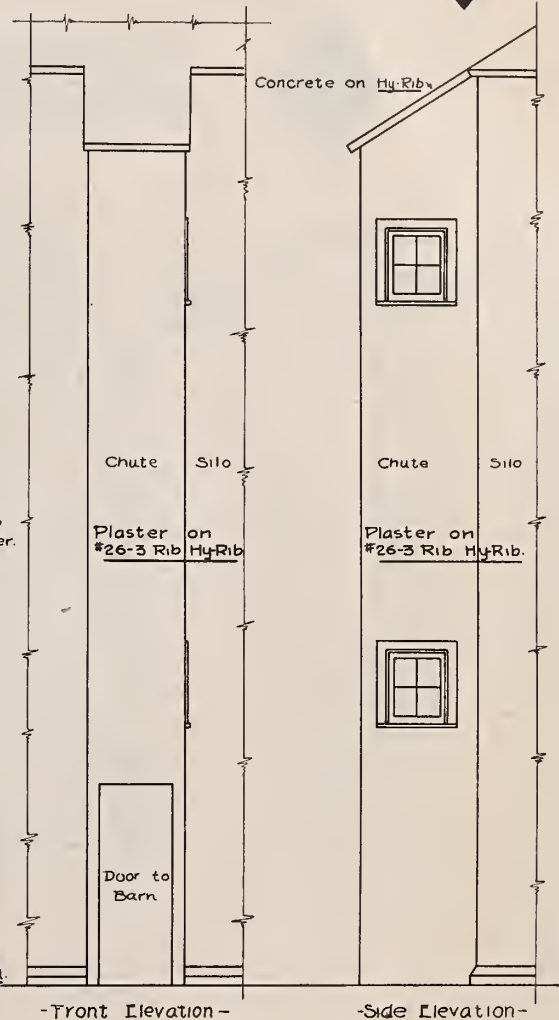 Concrete on Hy-Rib
Chute
Silo
Chute
Silo
er.
Plaster on
#26-3 Rib Hy-Rib
Plaster on
#26-3 Rib Hy-Rib.
Door to
Barn
-Front Elevation-
-Side Elevation-